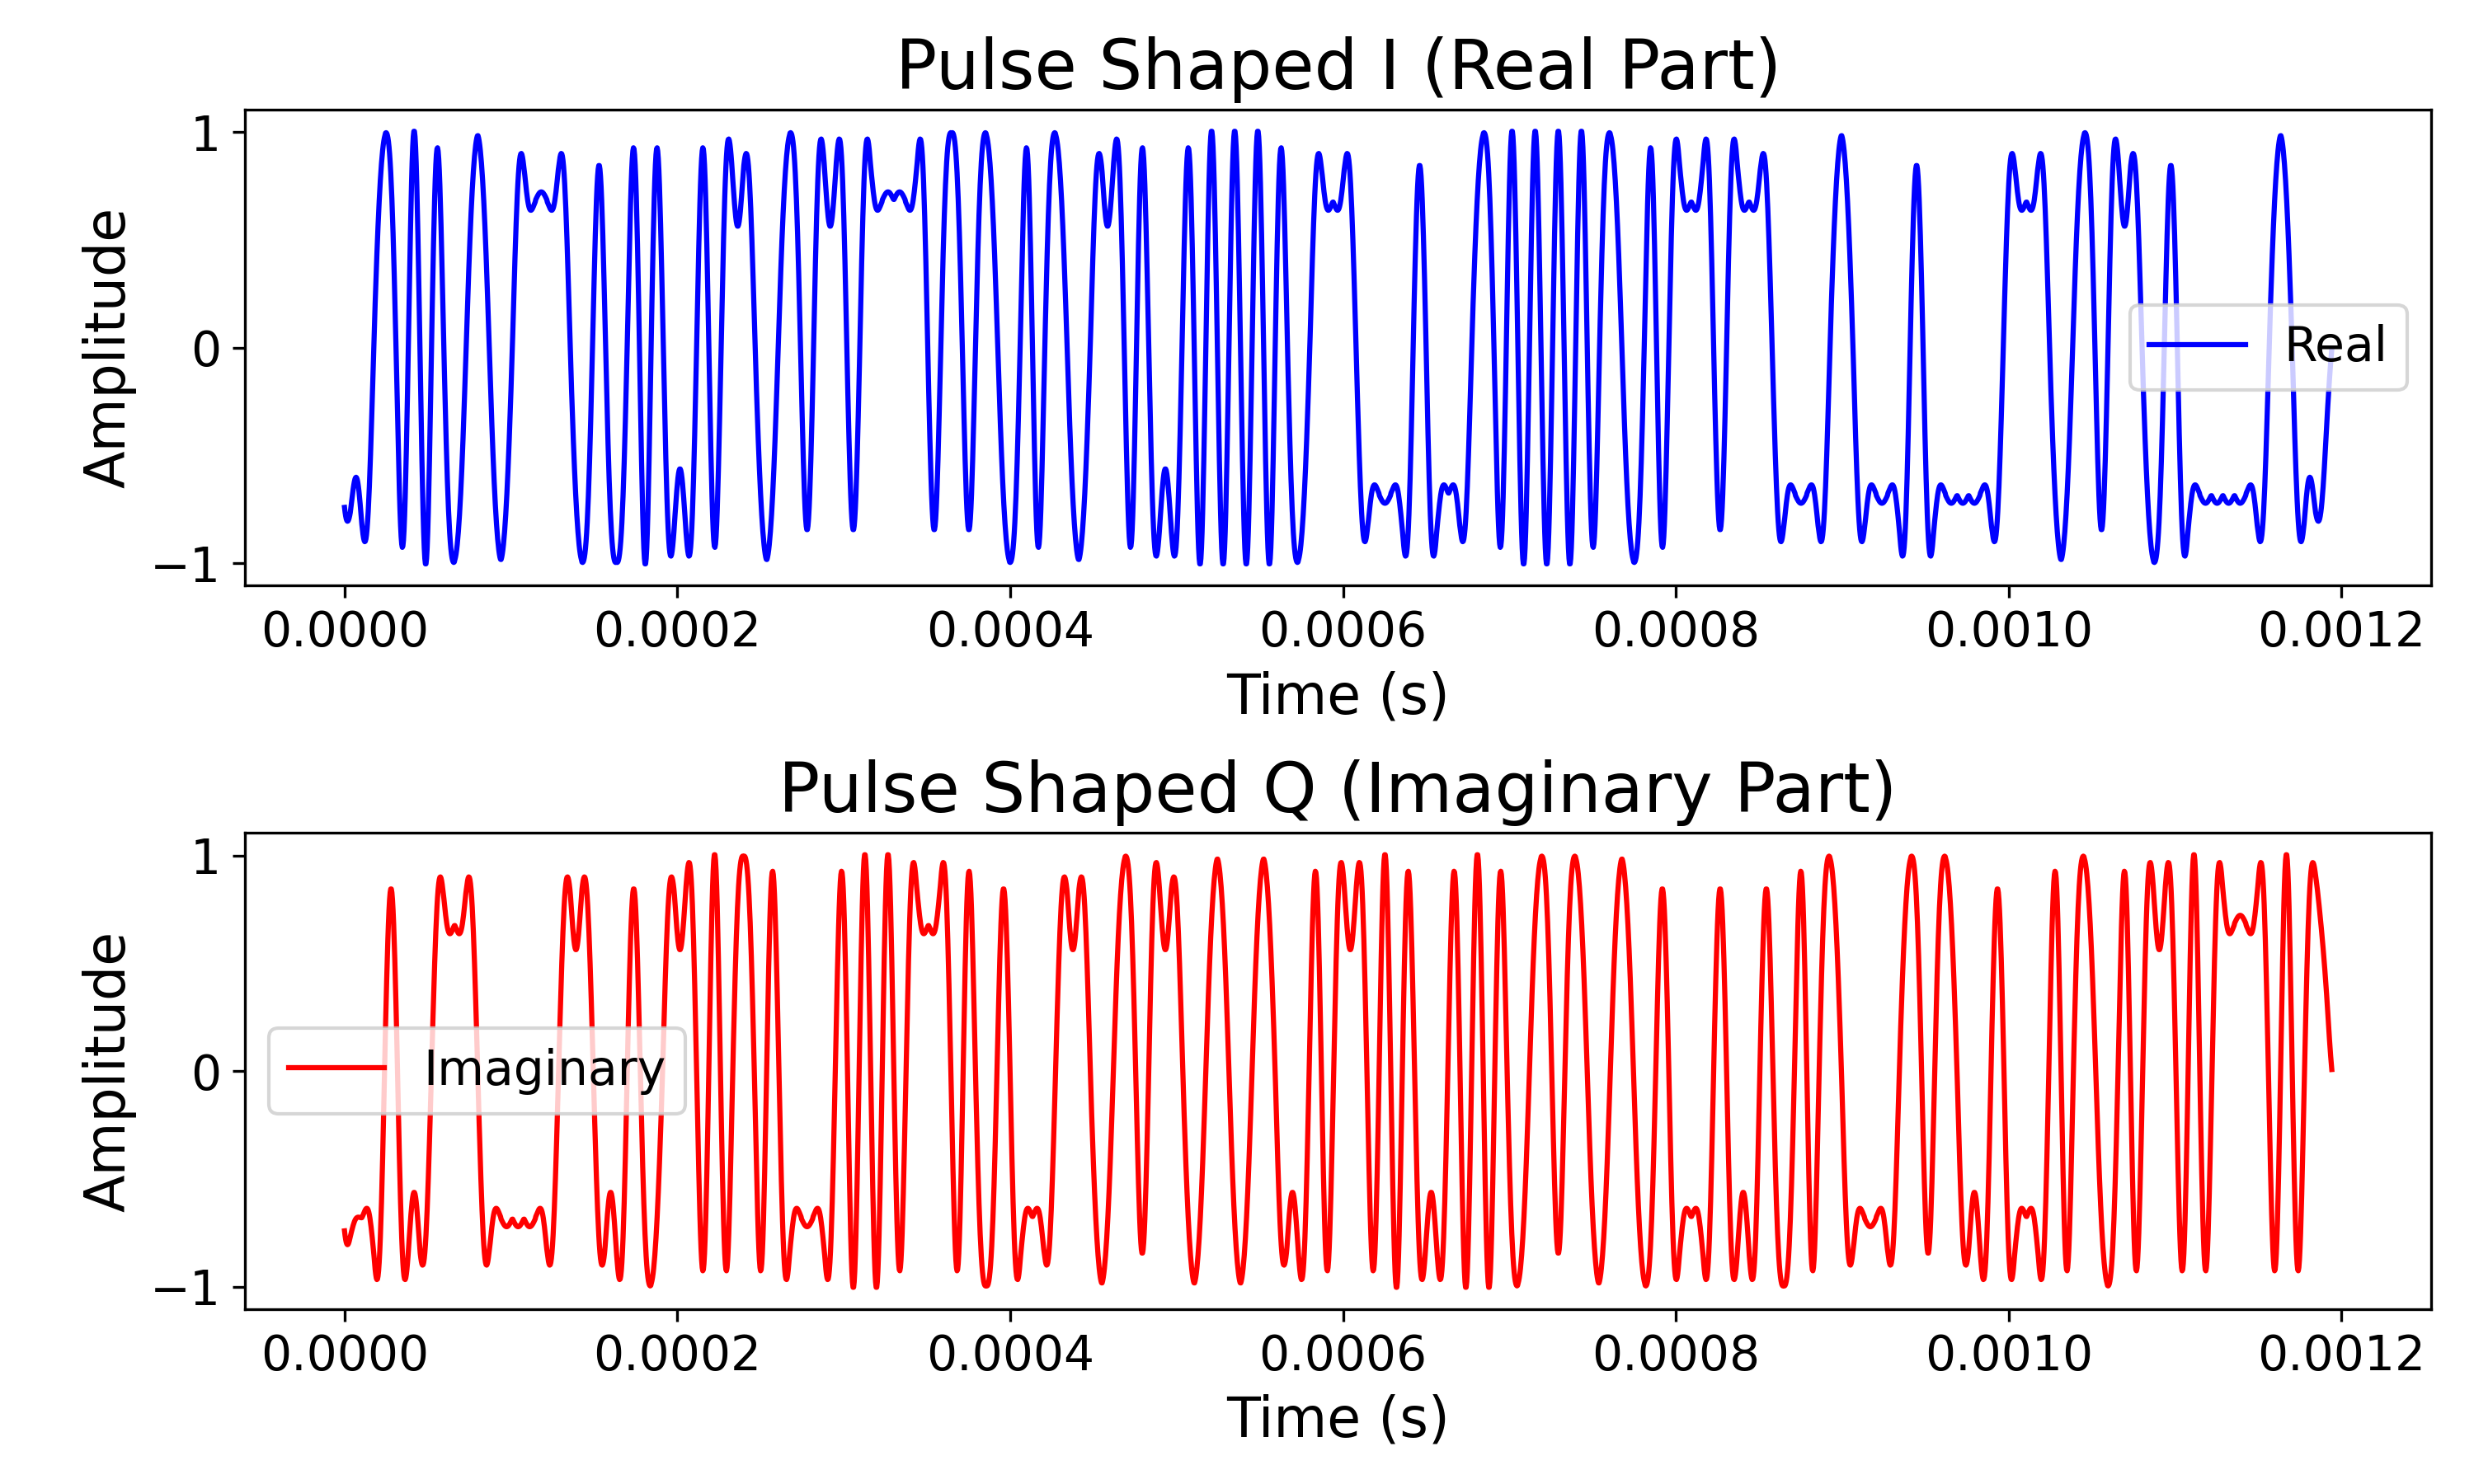 Pulse Shaped I (Real Part)
1
0
−1
Amplitude
Real
0.0000 0.0002 0.0004 0.0006 0.0008 0.0010 0.0012
Time (s)
Pulse Shaped Q (Imaginary Part)
1
0
−1
Amplitude
Imaginary
0.0000 0.0002 0.0004 0.0006 0.0008 0.0010 0.0012
Time (s)